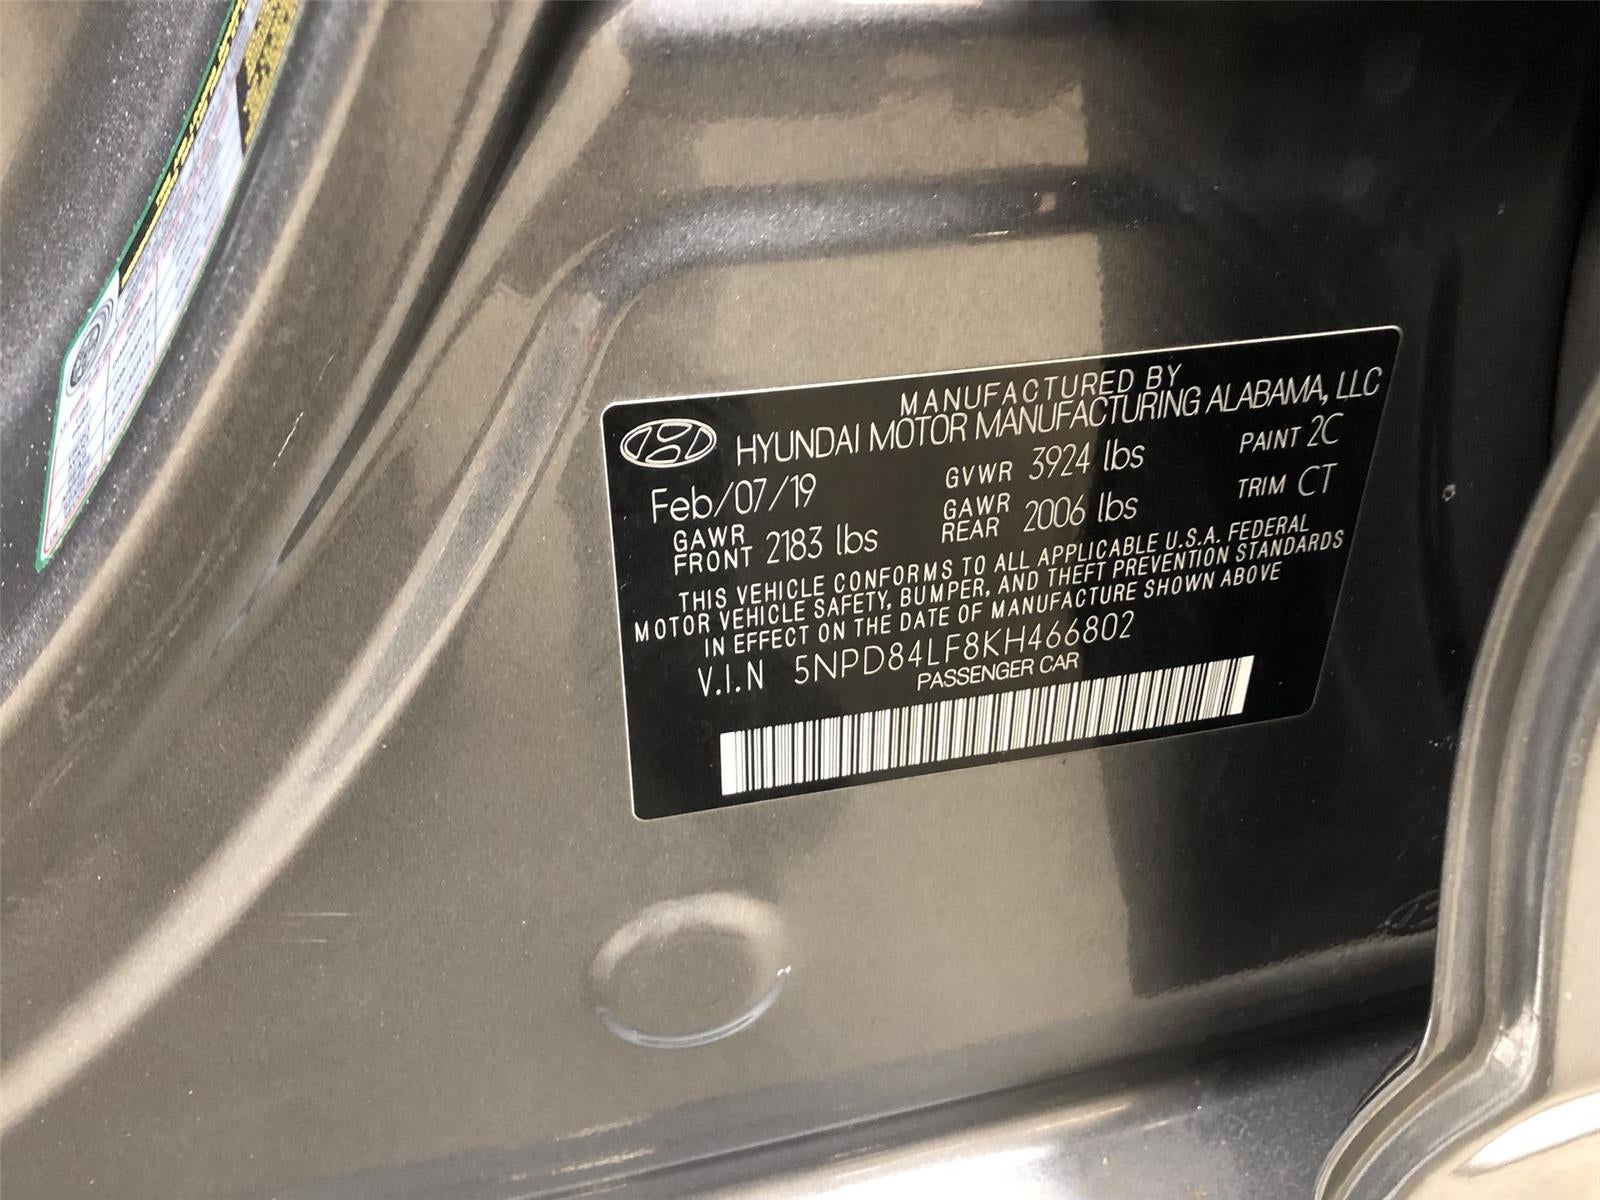 MANUFACTURED BY
HYUNDAI MOTOR MANUFACTURING ALABAMA, LLC
Feb/07/19 GVWR 3924 lbs PAINT 2C
GAWR FRONT 2183 lbs GAWR REAR 2006 lbs TRIM CT
THIS VEHICLE CONFORMS TO ALL APPLICABLE U.S.A. FEDERAL
MOTOR VEHICLE SAFETY, BUMPER, AND THEFT PREVENTION STANDARDS
IN EFFECT ON THE DATE OF MANUFACTURE SHOWN ABOVE
V.I.N 5NPD84LF8KH466802
PASSENGER CAR